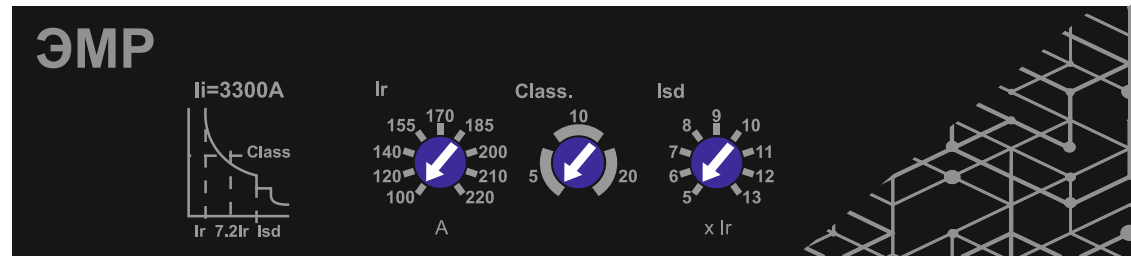 ЭМР
Ii=3300A
Class
Ir 7.2Ir Isd
Ir
170
155 185
140 200
120 210
100 220
A
Class.
10
5 20
Isd
9
8 10
7 11
6 12
5 13
x Ir